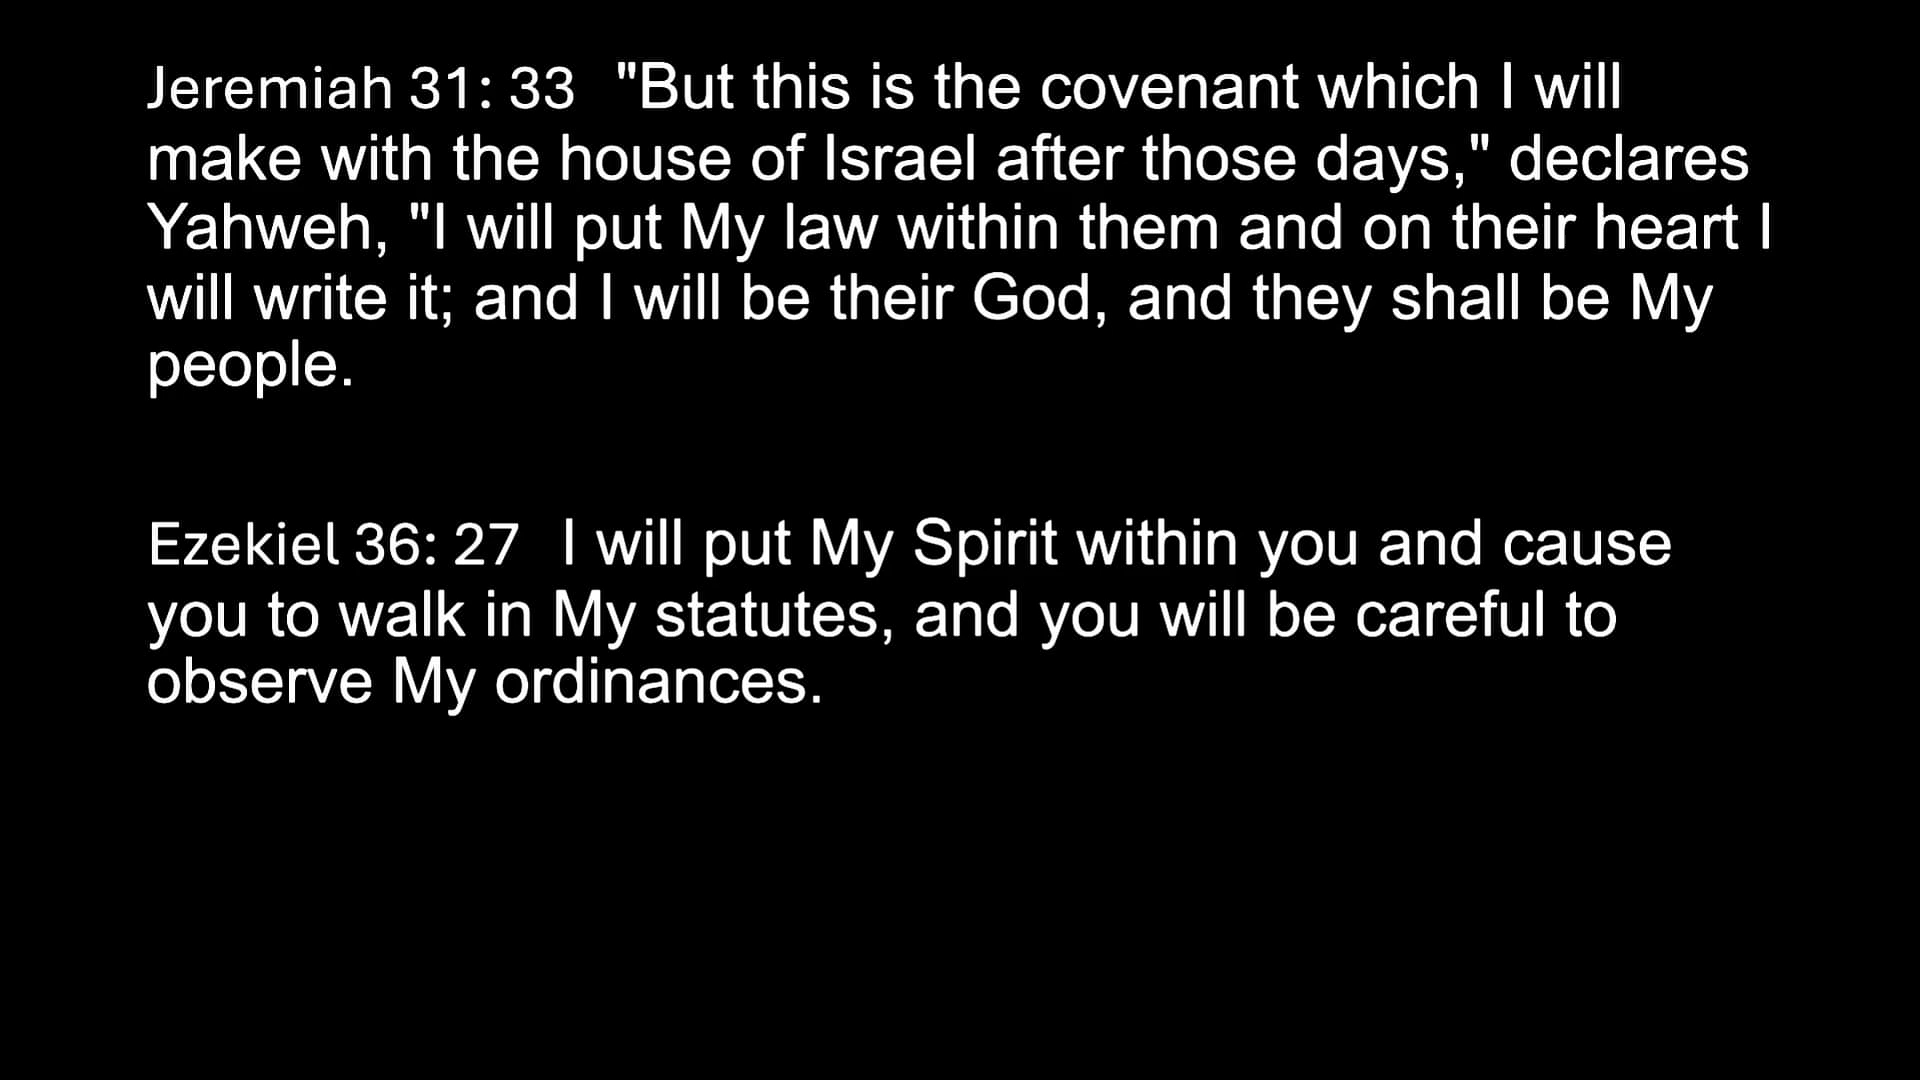 Jeremiah 31: 33 "But this is the covenant which I will
make with the house of Israel after those days," declares
Yahweh, "I will put My law within them and on their heart I
will write it; and I will be their God, and they shall be My
people.
Ezekiel 36: 27 I will put My Spirit within you and cause
you to walk in My statutes, and you will be careful to
observe My ordinances.